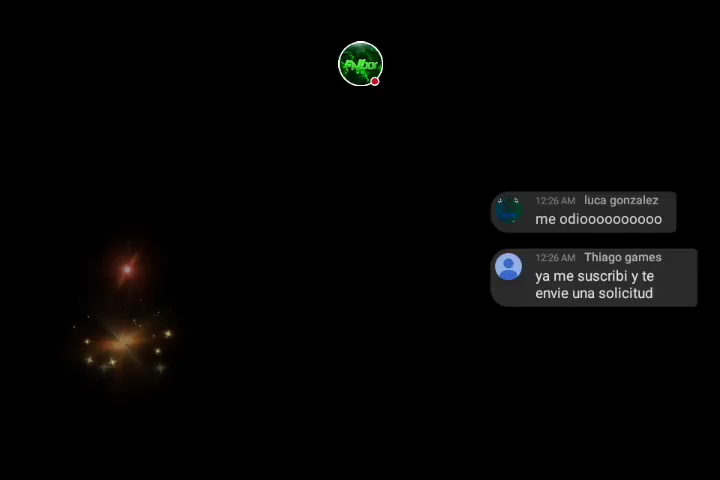 FNixx
12:26 AM luca gonzalez
me odioooooooooo
12:26 AM Thiago games
ya me suscribi y te
envie una solicitud